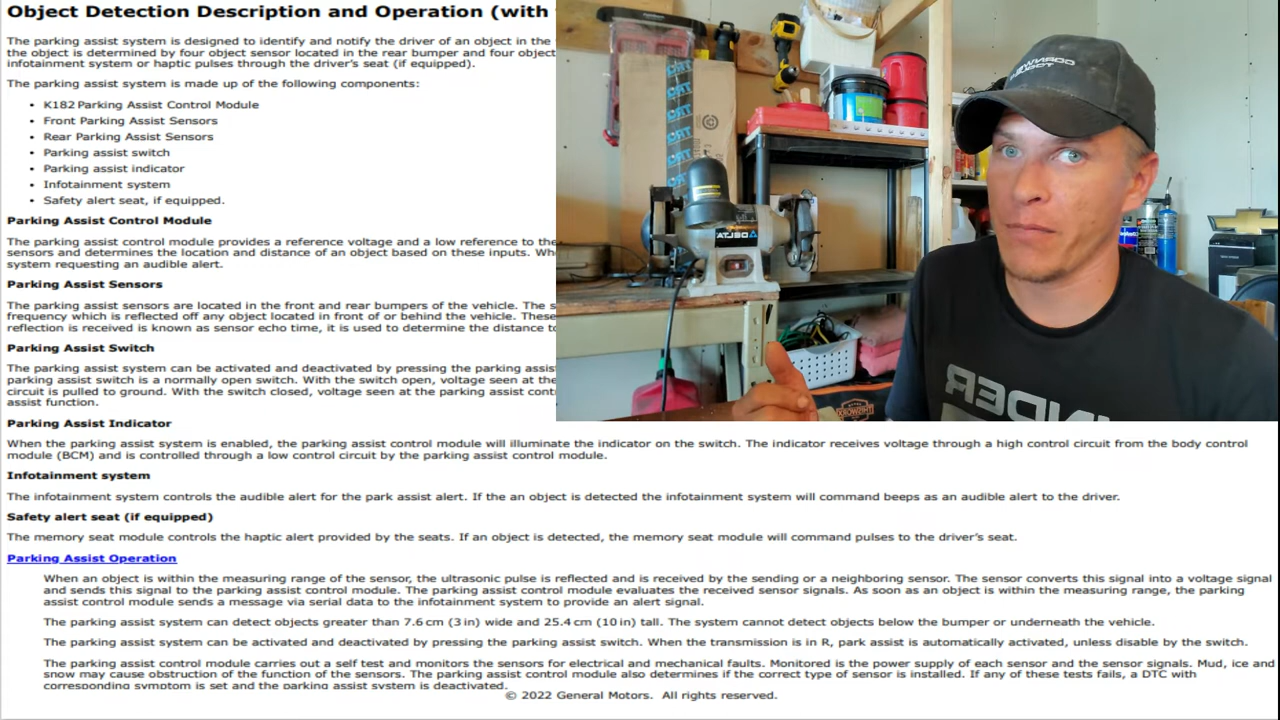 Object Detection Description and Operation (with
The parking assist system is designed to identify and notify the driver of an object in the
the object is determined by four object sensor located in the rear bumper and four object
infotainment system or haptic pulses through the driver's seat (if equipped).
The parking assist system is made up of the following components:
• K182 Parking Assist Control Module
• Front Parking Assist Sensors
• Rear Parking Assist Sensors
• Parking assist switch
• Parking assist indicator
• Infotainment system
• Safety alert seat, if equipped.
Parking Assist Control Module
The parking assist control module provides a reference voltage and a low reference to the
sensors and determines the location and distance of an object based on these inputs. Wh
system requesting an audible alert.
Parking Assist Sensors
The parking assist sensors are located in the front and rear bumpers of the vehicle. The s
frequency which is reflected off any object located in front of or behind the vehicle. These
reflection is received is known as sensor echo time, it is used to determine the distance to
Parking Assist Switch
The parking assist system can be activated and deactivated by pressing the parking assis
parking assist switch is a normally open switch. With the switch open, voltage seen at the
circuit is pulled to ground. With the switch closed, voltage seen at the parking assist cont
assist function.
Parking Assist Indicator
When the parking assist system is enabled, the parking assist control module will illuminate the indicator on the switch. The indicator receives voltage through a high control circuit from the body control
module (BCM) and is controlled through a low control circuit by the parking assist control module.
Infotainment system
The infotainment system controls the audible alert for the park assist alert. If the an object is detected the infotainment system will command beeps as an audible alert to the driver.
Safety alert seat (if equipped)
The memory seat module controls the haptic alert provided by the seats. If an object is detected, the memory seat module will command pulses to the driver's seat.
Parking Assist Operation
When an object is within the measuring range of the sensor, the ultrasonic pulse is reflected and is received by the sending or a neighboring sensor. The sensor converts this signal into a voltage signal
and sends this signal to the parking assist control module. The parking assist control module evaluates the received sensor signals. As soon as an object is within the measuring range, the parking
assist control module sends a message via serial data to the infotainment system to provide an alert signal.
The parking assist system can detect objects greater than 7.6 cm (3 in) wide and 25.4 cm (10 in) tall. The system cannot detect objects below the bumper or underneath the vehicle.
The parking assist system can be activated and deactivated by pressing the parking assist switch. When the transmission is in R, park assist is automatically activated, unless disable by the switch.
The parking assist control module carries out a self test and monitors the sensors for electrical and mechanical faults. Monitored is the power supply of each sensor and the sensor signals. Mud, ice and
snow may cause obstruction of the function of the sensors. The parking assist control module also determines if the correct type of sensor is installed. If any of these tests fails, a DTC with
corresponding symptom is set and the parking assist system is deactivated.
© 2022 General Motors. All rights reserved.
DELTA
INDER